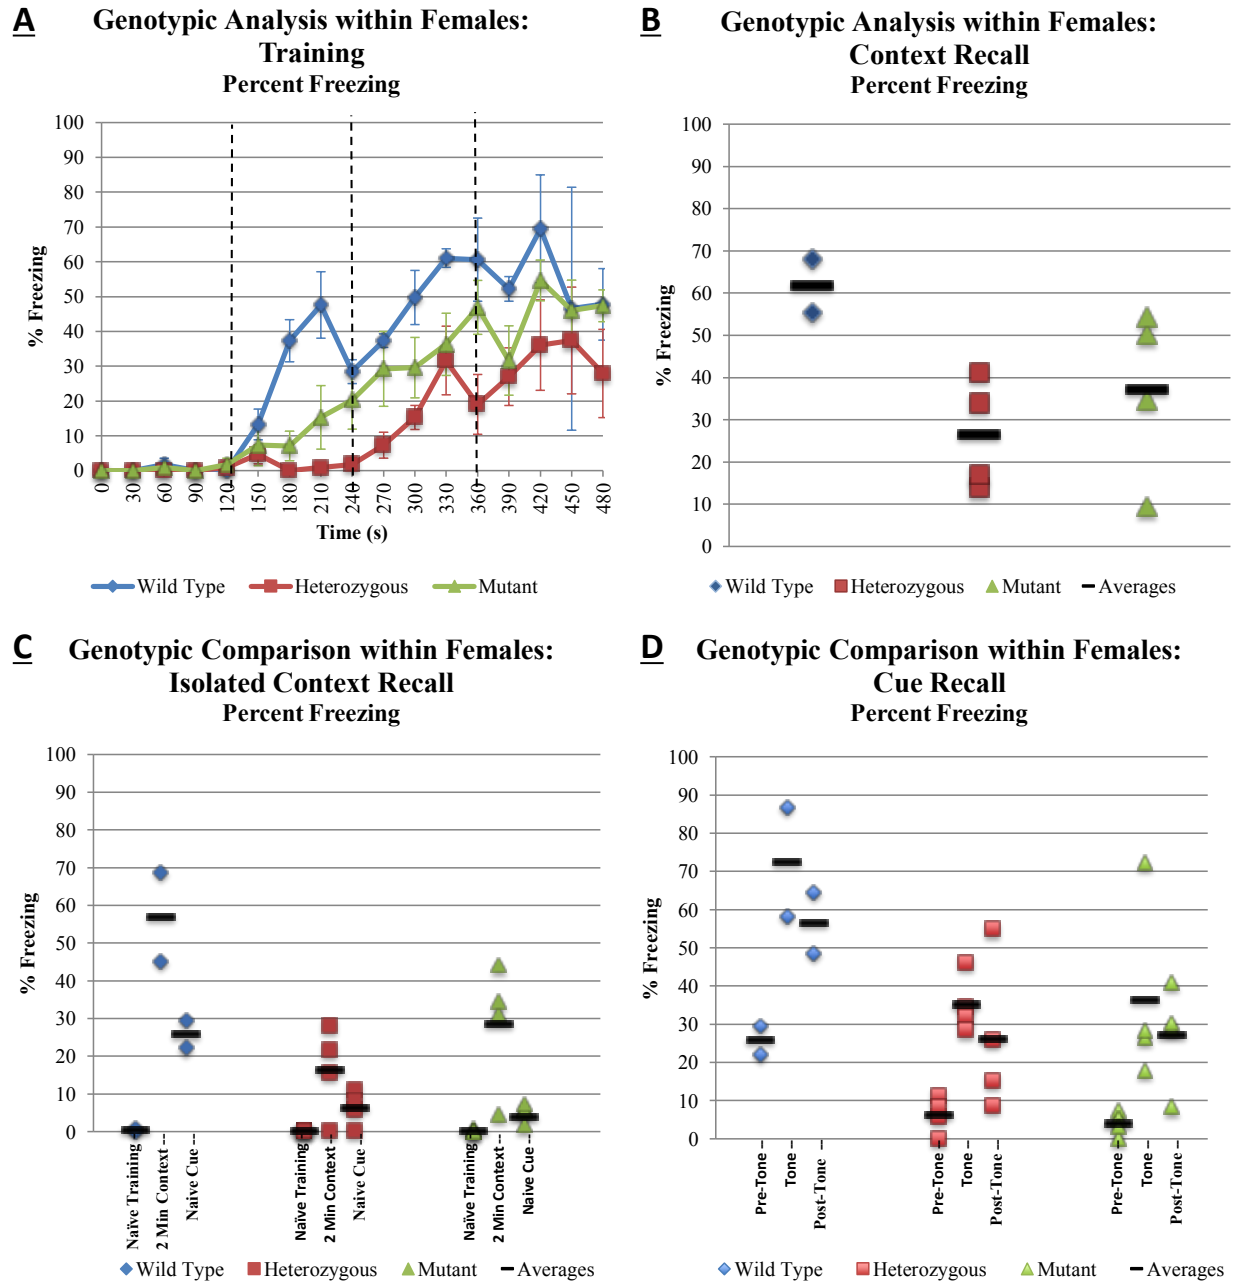 A
Genotypic Analysis within Females:
Training
Percent Freezing
100
90
80
70
60
50
40
30
20
10
0
% Freezing
0 30 60 90 120 150 180 210 240 270 300 330 360 390 420 450 480
Time (s)
Wild Type Heterozygous Mutant
B
Genotypic Analysis within Females:
Context Recall
Percent Freezing
100
90
80
70
60
50
40
30
20
10
0
% Freezing
Wild Type Heterozygous Mutant Averages
C
Genotypic Comparison within Females:
Isolated Context Recall
Percent Freezing
100
90
80
70
60
50
40
30
20
10
0
% Freezing
Naïve Training
2 Min Context
Naive Cue
Naïve Training
2 Min Context
Naive Cue
Naïve Training
2 Min Context
Naïve Cue
Wild Type Heterozygous Mutant Averages
D
Genotypic Comparison within Females:
Cue Recall
Percent Freezing
100
90
80
70
60
50
40
30
20
10
0
% Freezing
Pre-Tone
Tone
Post-Tone
Pre-Tone
Tone
Post-Tone
Pre-Tone
Tone
Post-Tone
Wild Type Heterozygous Mutant Averages